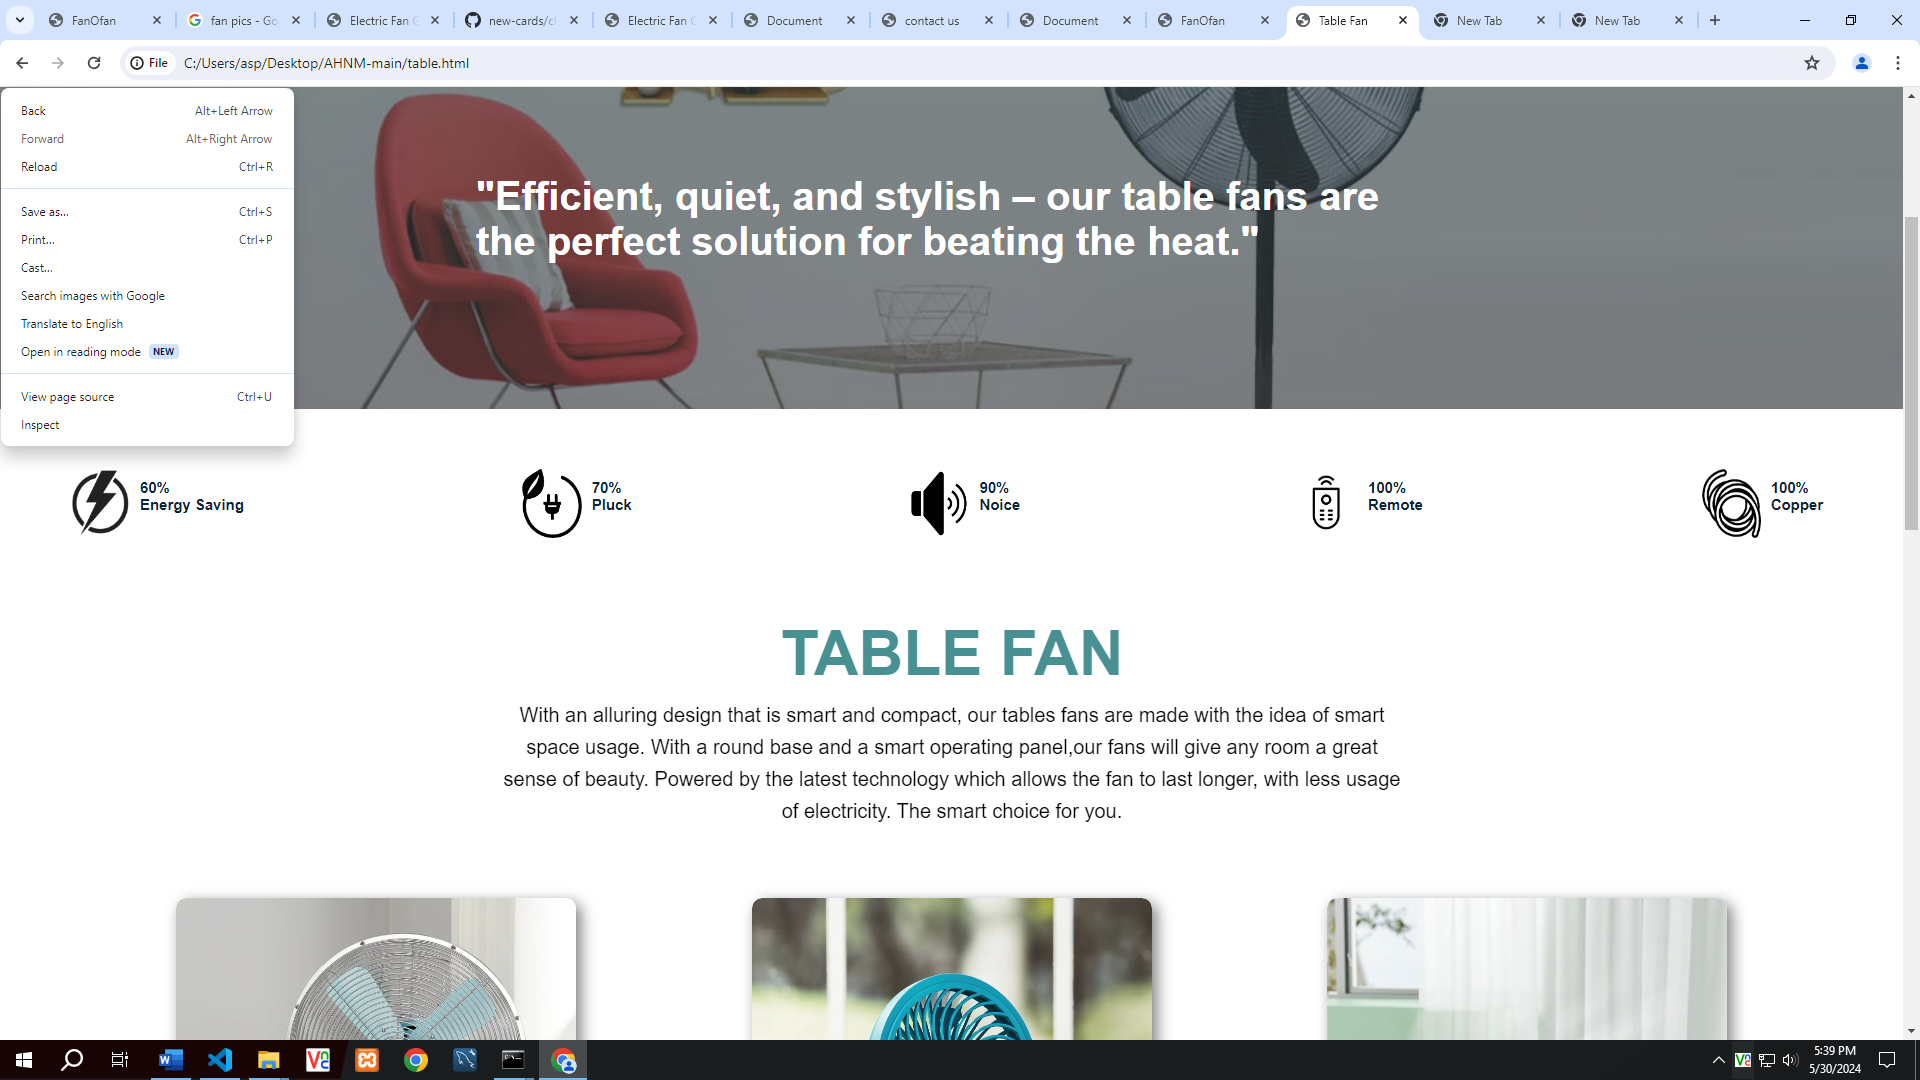 FanOfan
fan pics - Go
Electric Fan
new-cards/c
Electric Fan
Document
contact us
Document
FanOfan
Table Fan
New Tab
New Tab
File
C:/Users/asp/Desktop/AHNM-main/table.html
Back Alt+Left Arrow
Forward Alt+Right Arrow
Reload Ctrl+R
Save as... Ctrl+S
Print... Ctrl+P
Cast...
Search images with Google
Translate to English
Open in reading mode NEW
View page source Ctrl+U
Inspect
"Efficient, quiet, and stylish – our table fans are
the perfect solution for beating the heat."
60%
Energy Saving
70%
Pluck
90%
Noice
100%
Remote
100%
Copper
TABLE FAN
With an alluring design that is smart and compact, our tables fans are made with the idea of smart
space usage. With a round base and a smart operating panel,our fans will give any room a great
sense of beauty. Powered by the latest technology which allows the fan to last longer, with less usage
of electricity. The smart choice for you.
5:39 PM
5/30/2024